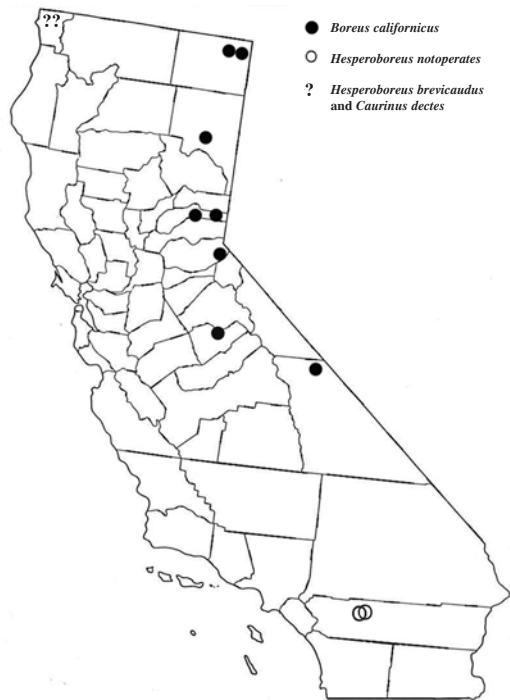 ??
Boreus californicus
Hesperoboreus notoperates
? Hesperoboreus brevicaudus
and Caurinus dectes